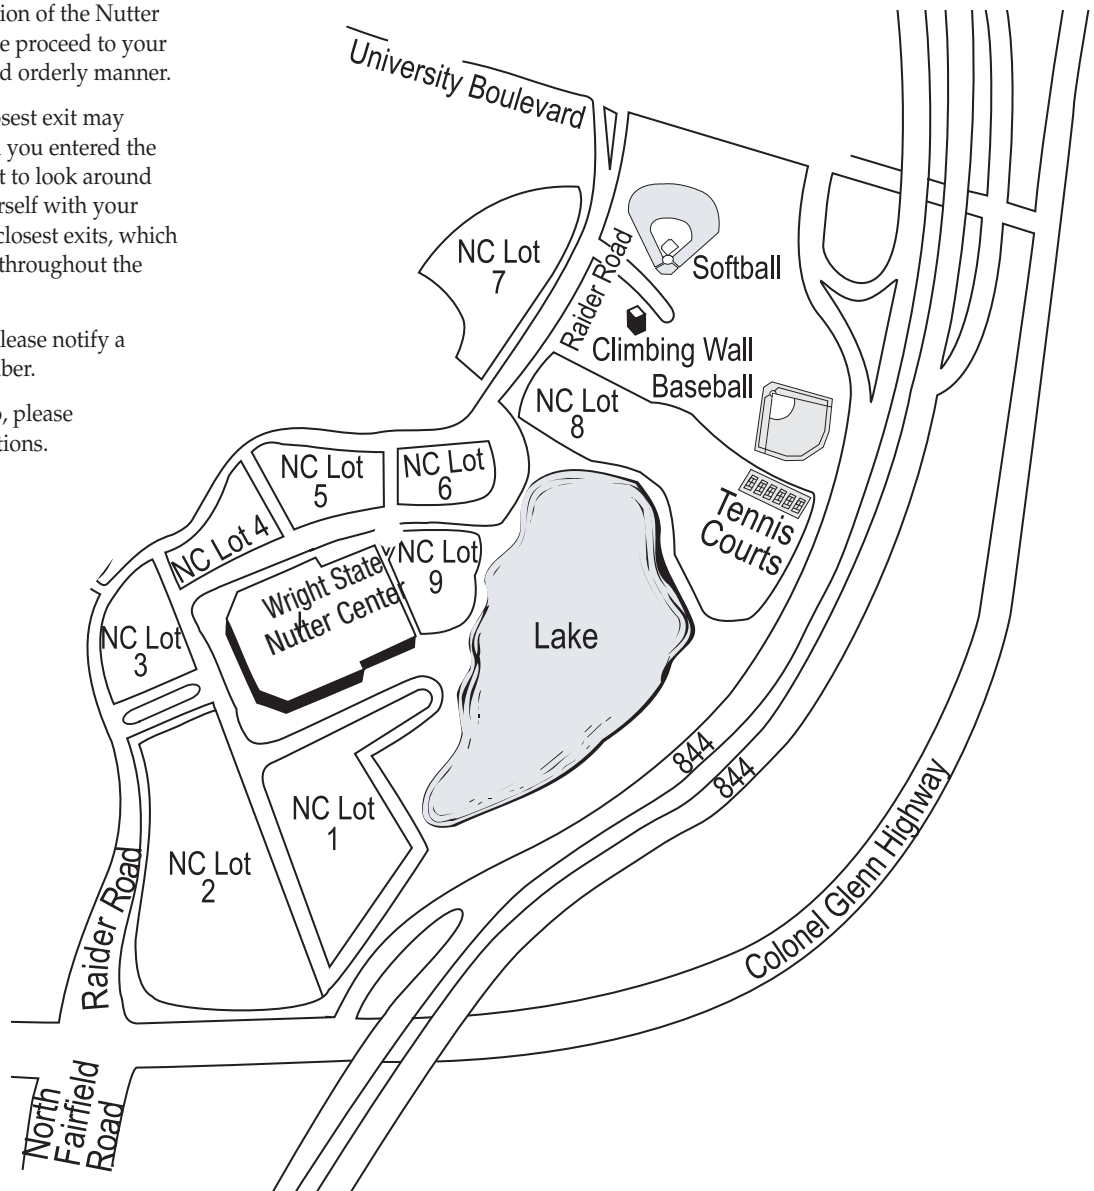 ion of the Nutter
e proceed to your
d orderly manner.
osest exit may
you entered the
t to look around
rself with your
closest exits, which
throughout the
lease notify a
ber.
, please
tions.
University Boulevard
NC Lot
7
Raider Road
Softball
Climbing Wall
Baseball
NC Lot
8
NC Lot
5
NC Lot
6
Tennis
Courts
NC Lot 4
NC Lot
9
Wright State
Nutter Center
NC Lot
3
Lake
844
844
NC Lot
1
NC Lot
2
Raider Road
Colonel Glenn Highway
North
Fairfield
Road